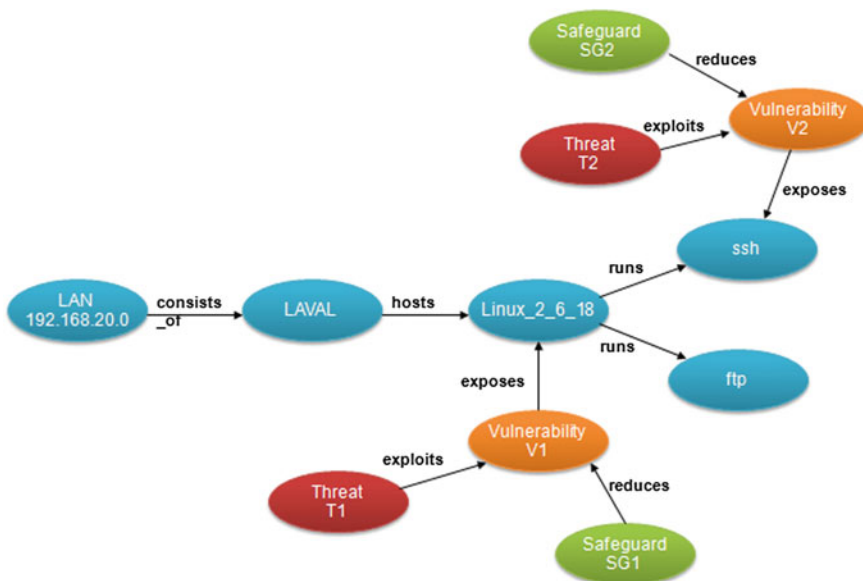 Safeguard
SG2
reduces
Vulnerability
V2
exploits
Threat
T2
exposes
ssh
runs
LAN
192.168.20.0
consists
_of
LAVAL
hosts
Linux_2_6_18
runs
ftp
exposes
Vulnerability
V1
exploits
Threat
T1
reduces
Safeguard
SG1